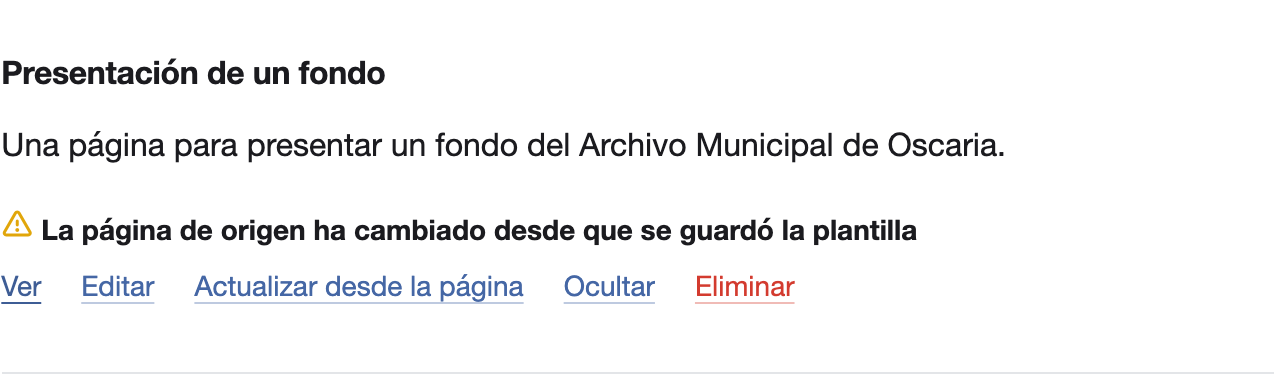 Presentación de un fondo
Una página para presentar un fondo del Archivo Municipal de Oscaria.
La página de origen ha cambiado desde que se guardó la plantilla
Ver Editar Actualizar desde la página Ocultar Eliminar